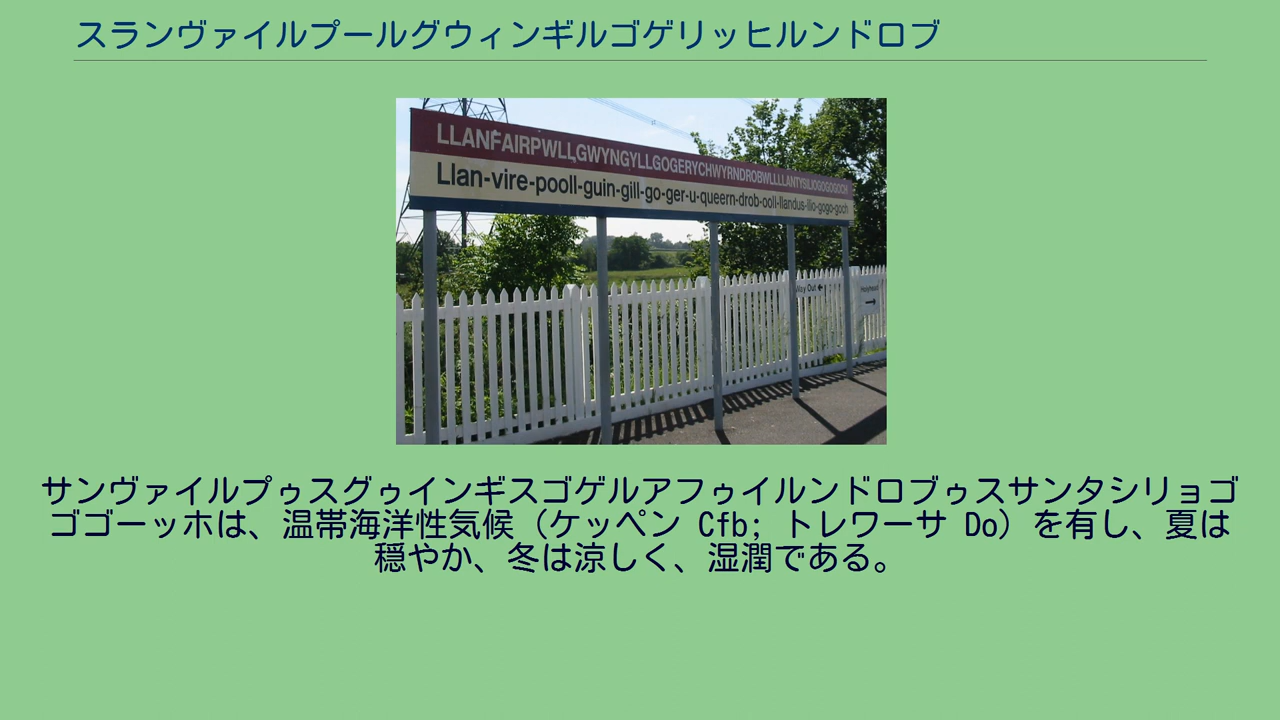 スランヴァイルプールグウィンギルゴゲリッヒルンドロブ
LLANFAIRPWLLGWYNGYLLGOGERYCHWYRNDROBWLLLLANTYSILIOGOGOGOCH
Llan-vire-pooll-guin-gill-go-ger-u-queern-drob-ooll-llandus-ilio-gogo-goch
Way Out
Holyhead
サンヴァイルプゥスグゥインギスゴゲルアフゥイルンドロブゥスサンタシリョゴ
ゴゴーッホは、温帯海洋性気候（ケッペン Cfb; トレワーサ Do）を有し、夏は
穏やか、冬は涼しく、湿潤である。